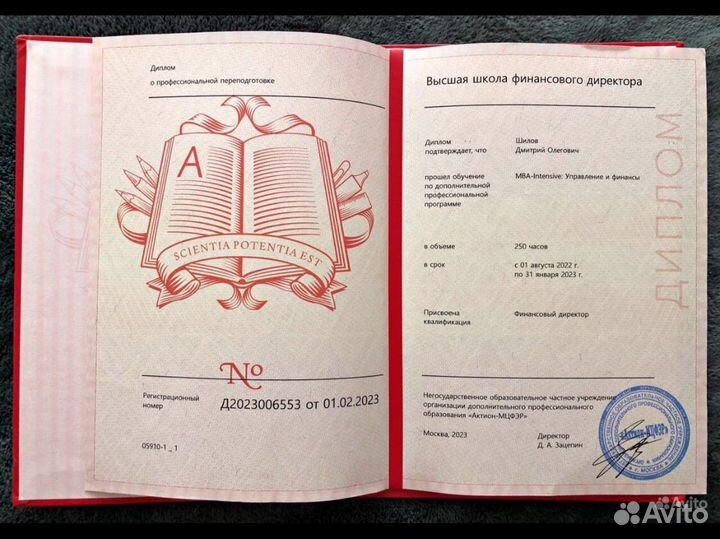 Диплом
о профессиональной переподготовке
А
SCIENTIA POTENTIA EST
№
Регистрационный
номер
Д2023006553 от 01.02.2023
05910-1 _ 1
Высшая школа финансового директора
Диплом
подтверждает, что
Шилов
Дмитрий Олегович
прошел обучение
по дополнительной
профессиональной
программе
MBA-Intensive: Управление и финансы
в объеме
250 часов
в срок
с 01 августа 2022 г.
по 31 января 2023 г.
Присвоена
квалификация
Финансовый директор
Негосударственное образовательное частное учреждение
организации дополнительного профессионального
образования «Актион-МЦФЭР»
Москва, 2023
Директор
Д. А. Зацепин
ДИПЛОМ
«Актион-МЦФЭР»
Avito
Avito